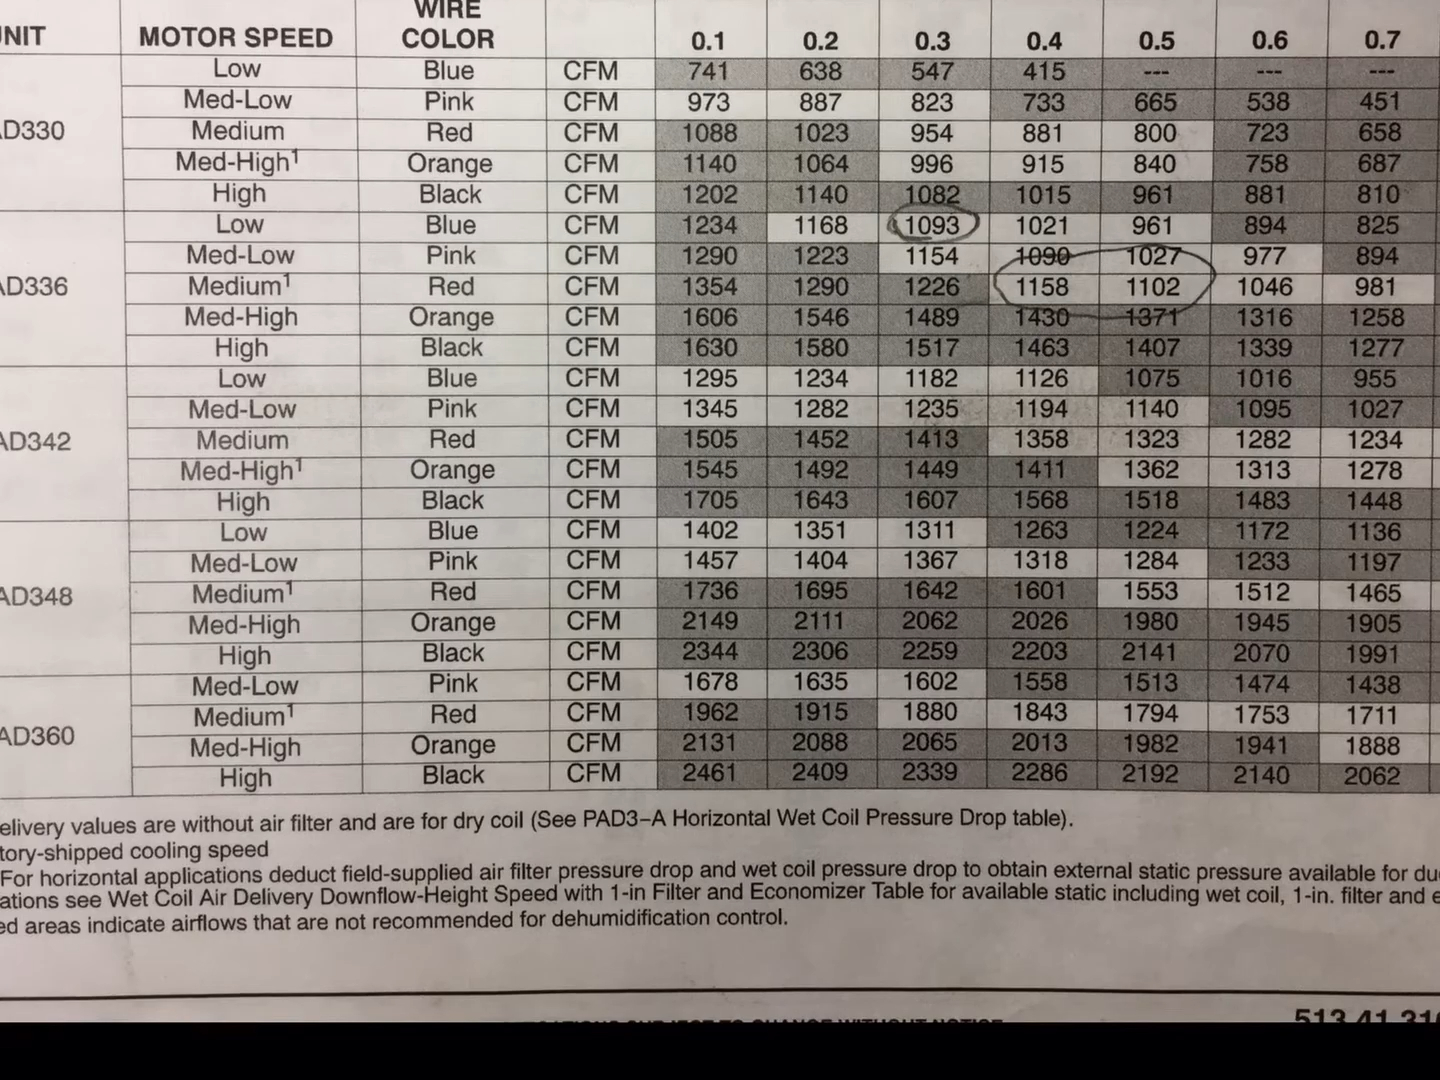 WIRE
UNIT MOTOR SPEED COLOR 0.1 0.2 0.3 0.4 0.5 0.6 0.7
Low Blue CFM 741 638 547 415 --- --- ---
Med-Low Pink CFM 973 887 823 733 665 538 451
AD330 Medium Red CFM 1088 1023 954 881 800 723 658
Med-High¹ Orange CFM 1140 1064 996 915 840 758 687
High Black CFM 1202 1140 1082 1015 961 881 810
Low Blue CFM 1234 1168 1093 1021 961 894 825
Med-Low Pink CFM 1290 1223 1154 1090 1027 977 894
AD336 Medium¹ Red CFM 1354 1290 1226 1158 1102 1046 981
Med-High Orange CFM 1606 1546 1489 1430 1371 1316 1258
High Black CFM 1630 1580 1517 1463 1407 1339 1277
Low Blue CFM 1295 1234 1182 1126 1075 1016 955
Med-Low Pink CFM 1345 1282 1235 1194 1140 1095 1027
AD342 Medium Red CFM 1505 1452 1413 1358 1323 1282 1234
Med-High¹ Orange CFM 1545 1492 1449 1411 1362 1313 1278
High Black CFM 1705 1643 1607 1568 1518 1483 1448
Low Blue CFM 1402 1351 1311 1263 1224 1172 1136
Med-Low Pink CFM 1457 1404 1367 1318 1284 1233 1197
AD348 Medium¹ Red CFM 1736 1695 1642 1601 1553 1512 1465
Med-High Orange CFM 2149 2111 2062 2026 1980 1945 1905
High Black CFM 2344 2306 2259 2203 2141 2070 1991
Med-Low Pink CFM 1678 1635 1602 1558 1513 1474 1438
AD360 Medium¹ Red CFM 1962 1915 1880 1843 1794 1753 1711
Med-High Orange CFM 2131 2088 2065 2013 1982 1941 1888
High Black CFM 2461 2409 2339 2286 2192 2140 2062
elivery values are without air filter and are for dry coil (See PAD3-A Horizontal Wet Coil Pressure Drop table).
tory-shipped cooling speed
For horizontal applications deduct field-supplied air filter pressure drop and wet coil pressure drop to obtain external static pressure available for du
ations see Wet Coil Air Delivery Downflow-Height Speed with 1-in Filter and Economizer Table for available static including wet coil, 1-in. filter and e
ed areas indicate airflows that are not recommended for dehumidification control.
SUBJECT TO CHANGE WITHOUT NOTICE
513 41 310